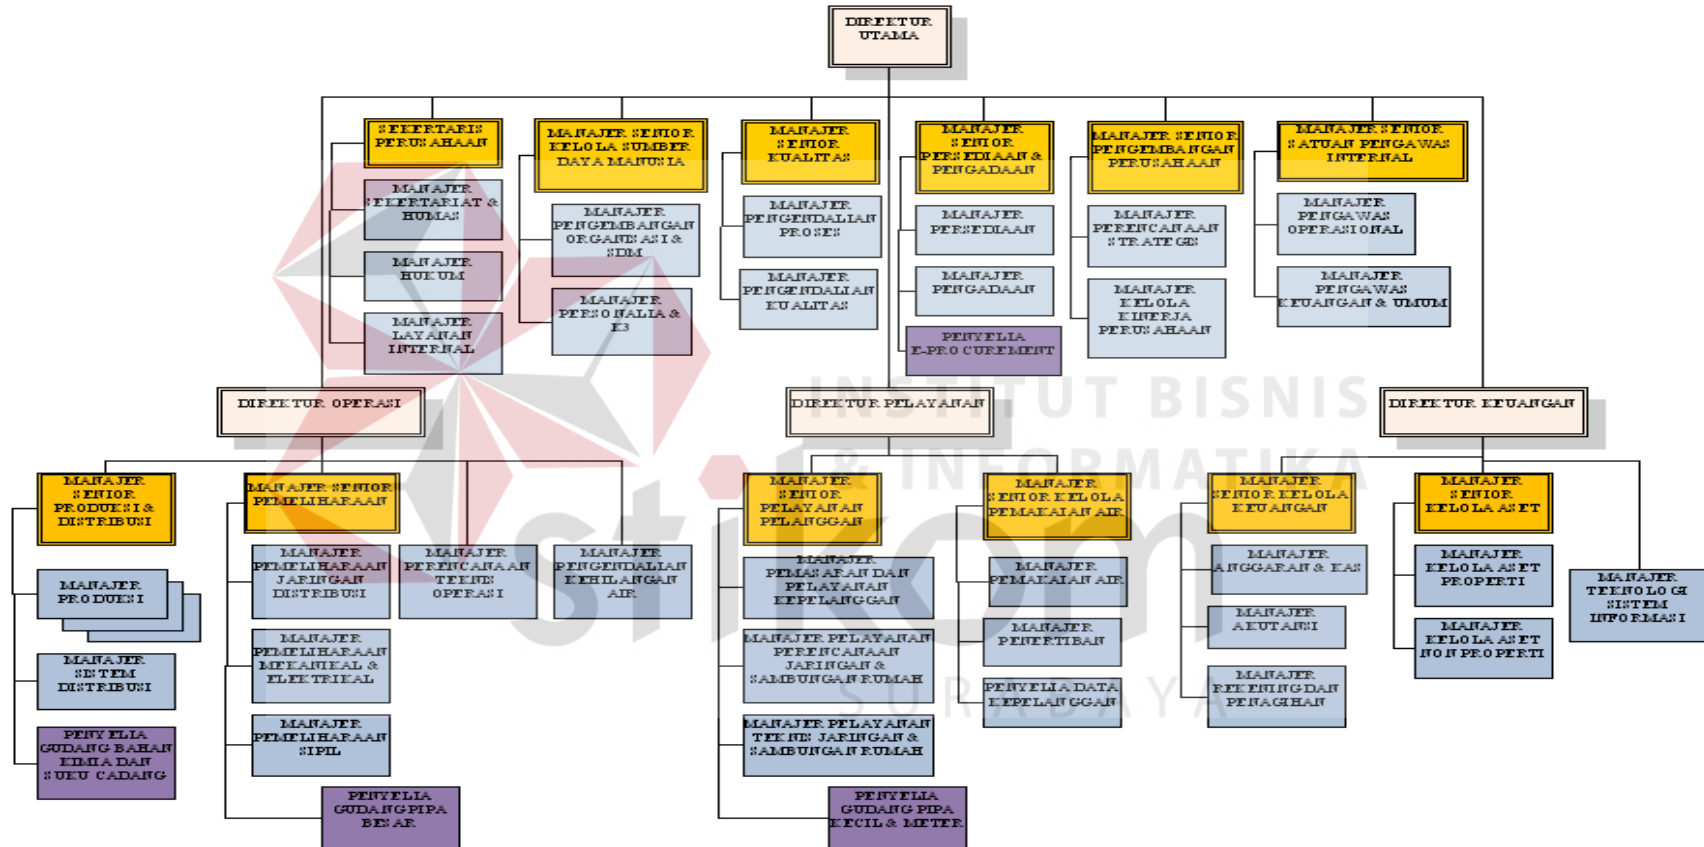 DIREKTUR
UTAMA
SEKERTARIS
PERUSAHAAN
MANAJER SENIOR
KELOLA SUMBER
DAYA MANUSIA
MANAJER
SENIOR
KUALITAS
MANAJER
SENIOR
PERSEDIAAN &
PENGADAAN
MANAJER SENIOR
PENGEMBANGAN
PERUSAHAAN
MANAJER SENIOR
SATUAN PENGAWAS
INTERNAL
MANAJER
SEKERTARIAT &
HUMAS
MANAJER
HUKUM
MANAJER
LAYANAN
INTERNAL
MANAJER
PENGEMBANGAN
ORGANISASI &
SDM
MANAJER
PERSONALIA &
K3
MANAJER
PENGENDALIAN
PROSES
MANAJER
PENGENDALIAN
KUALITAS
MANAJER
PERSEDIAAN
MANAJER
PENGADAAN
PENYELIA
E-PROCUREMENT
MANAJER
PERENCANAAN
STRATEGIS
MANAJER
KELOLA
KINERJA
PERUSAHAAN
MANAJER
PENGAWAS
OPERASIONAL
MANAJER
PENGAWAS
KEUANGAN & UMUM
DIREKTUR OPERASI
DIREKTUR PELAYANAN
DIREKTUR KEUANGAN
MANAJER
SENIOR
PRODUKSI &
DISTRIBUSI
MANAJER
PRODUKSI
MANAJER
SISTEM
DISTRIBUSI
PENYELIA
GUDANG BAHAN
KIMIA DAN
SUKU CADANG
MANAJER SENIOR
PEMELIHARAAN
MANAJER
PEMELIHARAAN
JARINGAN
DISTRIBUSI
MANAJER
PEMELIHARAAN
MEKANIKAL &
ELEKTRIKAL
MANAJER
PEMELIHARAAN
SIPIL
PENYELIA
GUDANG PIPA
BESAR
MANAJER
PERENCANAAN
TEKNIS
OPERASI
MANAJER
PENGENDALIAN
KEHILANGAN
AIR
MANAJER
SENIOR
PELAYANAN
PELANGGAN
MANAJER
PEMASARAN DAN
PELAYANAN
KEPELANGGAN
MANAJER PELAYANAN
PERENCANAAN
JARINGAN &
SAMBUNGAN RUMAH
MANAJER PELAYANAN
TEKNIS JARINGAN &
SAMBUNGAN RUMAH
PENYELIA
GUDANG PIPA
KECIL & METER
MANAJER
SENIOR KELOLA
PEMAKAIAN AIR
MANAJER
PEMAKAIAN AIR
MANAJER
PENERTIBAN
PENYELIA DATA
KEPELANGGAN
MANAJER
SENIOR KELOLA
KEUANGAN
MANAJER
ANGGARAN & KAS
MANAJER
AKUTANSI
MANAJER
REKENING DAN
PENAGIHAN
MANAJER
SENIOR
KELOLA ASET
MANAJER
KELOLA ASET
PROPERTI
MANAJER
KELOLA ASET
NON PROPERTI
MANAJER
TEKNOLOGI
SISTEM
INFORMASI
INSTITUT BISNIS
& INFORMATIKA
stikom
SURABAYA